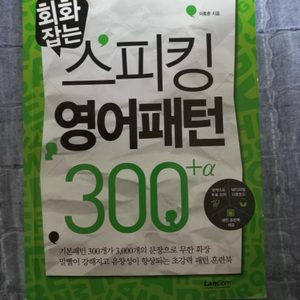 회화
잡는
이홍훈 지음
스피킹
영어패턴
300+α
기본패턴 300개가 3,000개의 문장으로 무한 확장
말빨이 강해지고 유창성이 향상되는 초강력 패턴 훈련북
LanCom